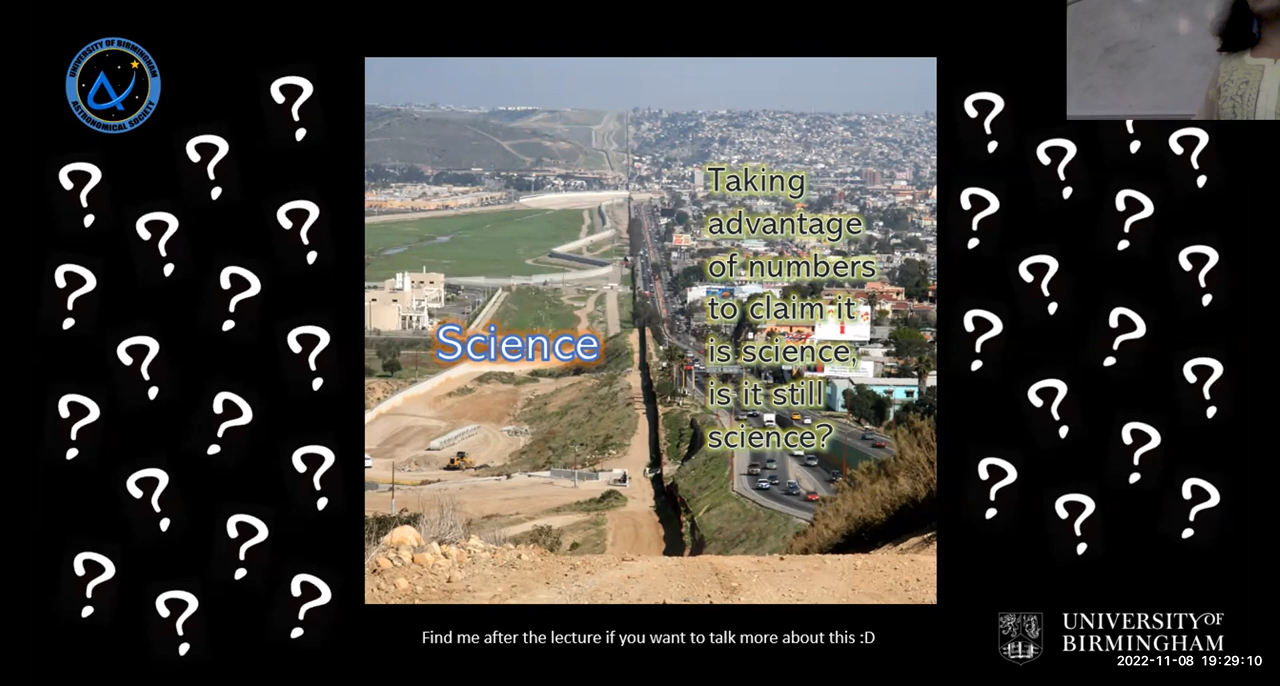 UNIVERSITY OF BIRMINGHAM
ASTRONOMICAL SOCIETY
Science
Taking
advantage
of numbers
to claim it
is science,
is it still
science?
Find me after the lecture if you want to talk more about this :D
UNIVERSITY OF
BIRMINGHAM
2022-11-08 19:29:10